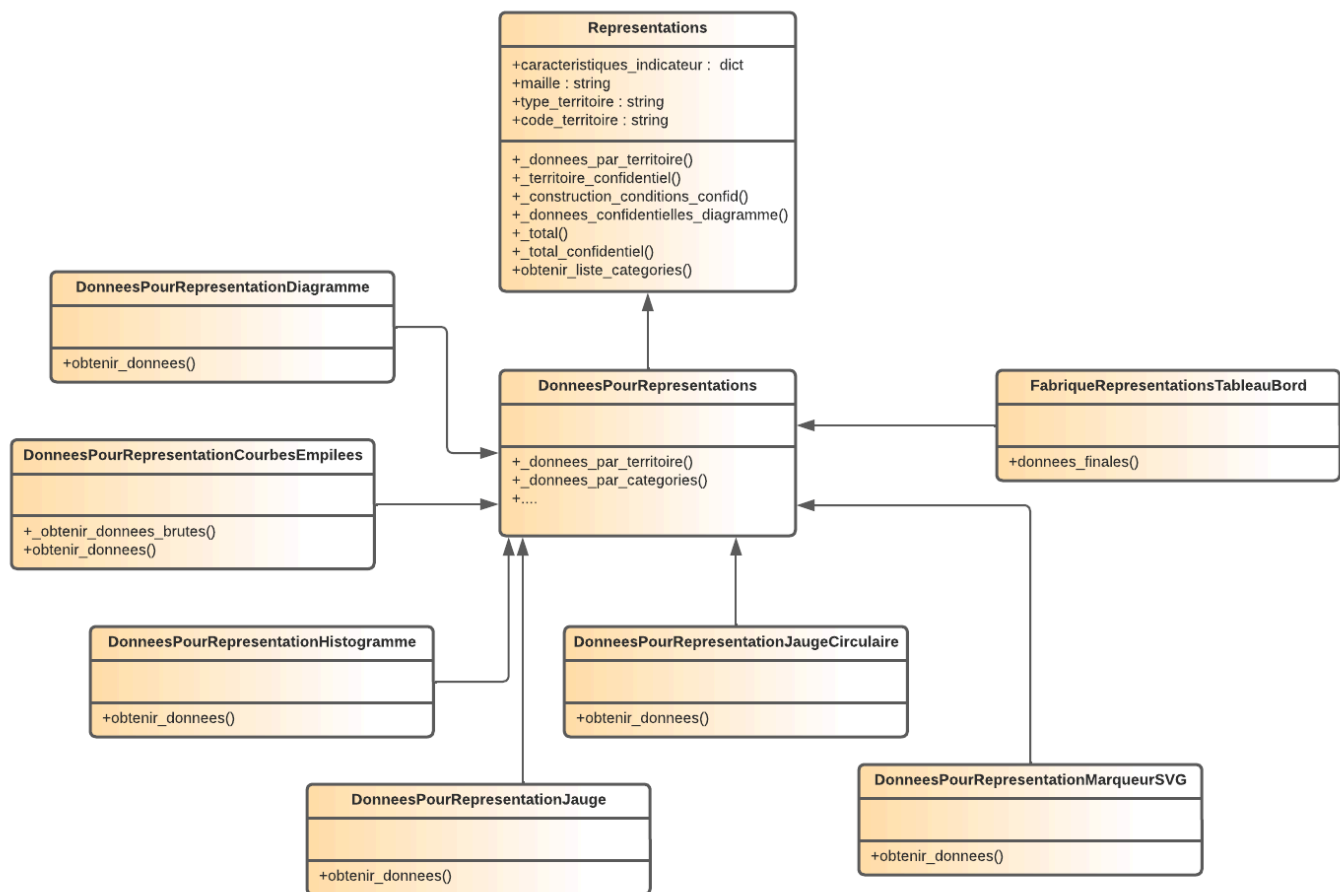 Representations
+caracteristiques_indicateur :  dict
+maille : string
+type_territoire : string
+code_territoire : string
+_donnees_par_territoire()
+_territoire_confidentiel()
+_construction_conditions_confid()
+_donnees_confidentielles_diagramme()
+_total()
+_total_confidentiel()
+obtenir_liste_categories()
DonneesPourRepresentationDiagramme
+obtenir_donnees()
DonneesPourRepresentations
+_donnees_par_territoire()
+_donnees_par_categories()
+....
FabriqueRepresentationsTableauBord
+donnees_finales()
DonneesPourRepresentationCourbesEmpilees
+_obtenir_donnees_brutes()
+obtenir_donnees()
DonneesPourRepresentationHistogramme
+obtenir_donnees()
DonneesPourRepresentationJaugeCirculaire
+obtenir_donnees()
DonneesPourRepresentationJauge
+obtenir_donnees()
DonneesPourRepresentationMarqueurSVG
+obtenir_donnees()